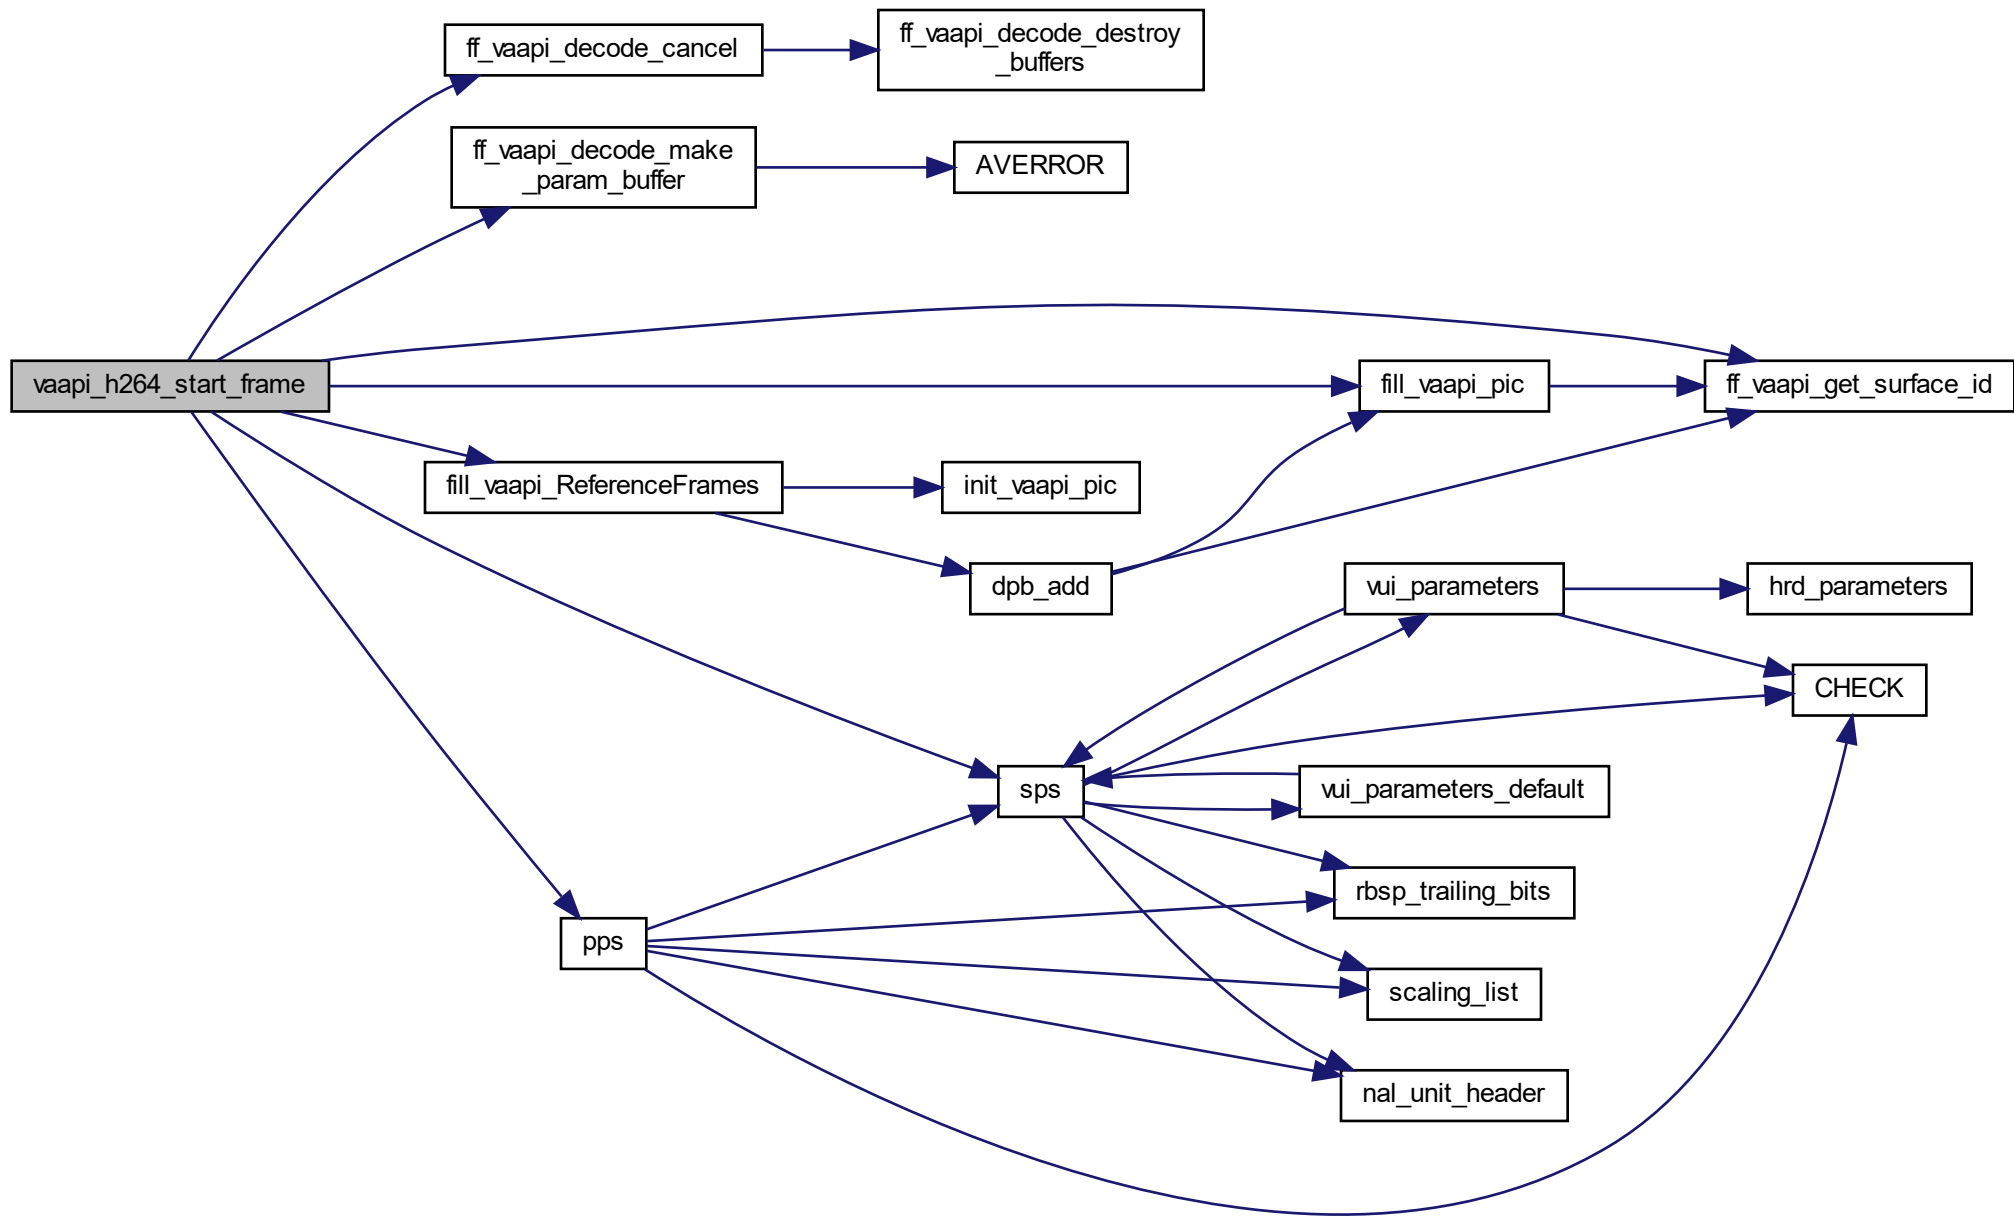 ff_vaapi_decode_cancel
ff_vaapi_decode_destroy
_buffers
ff_vaapi_decode_make
_param_buffer
AVERROR
vaapi_h264_start_frame
fill_vaapi_pic
ff_vaapi_get_surface_id
fill_vaapi_ReferenceFrames
init_vaapi_pic
dpb_add
vui_parameters
hrd_parameters
CHECK
sps
vui_parameters_default
rbsp_trailing_bits
pps
scaling_list
nal_unit_header